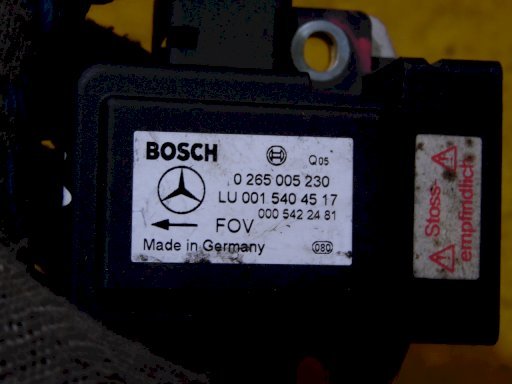 BOSCH
Q05
0 265 005 230
LU 001 540 45 17
000 542 24 81
FOV
Made in Germany
080
Stoss-
empfindlich